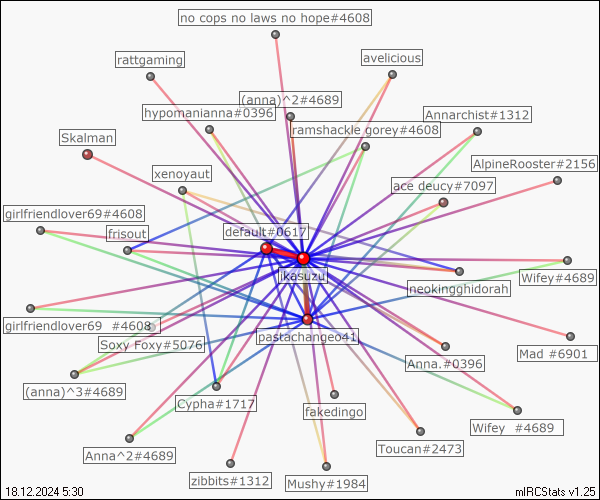 no cops no laws no hope#4608
rattgaming
avelicious
(anna)^2#4689
hypomanianna#0396
Annarchist#1312
ramshackle gorey#4608
Skalman
AlpineRooster#2156
xenoyaut
ace deucy#7097
girlfriendlover69#4608
default#0617
frisout
jkasuzu
Wifey#4689
neokingghidorah
girlfriendlover69  #4608
pastachangeo41
Soxy Foxy#5076
Mad #6901
Anna.#0396
(anna)^3#4689
Cypha#1717
fakedingo
Wifey  #4689
Toucan#2473
Anna^2#4689
zibbits#1312
Mushy#1984
18.12.2024 5:30
mIRCStats v1.25